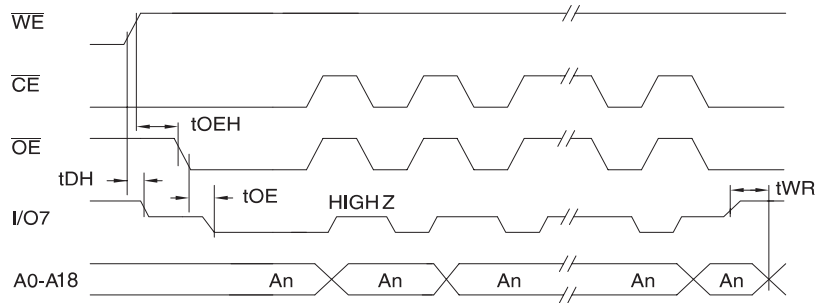 WE
CE
tOEH
OE
tDH
tOE
tWR
I/O7
HIGH Z
A0-A18
An
An
An
An
An